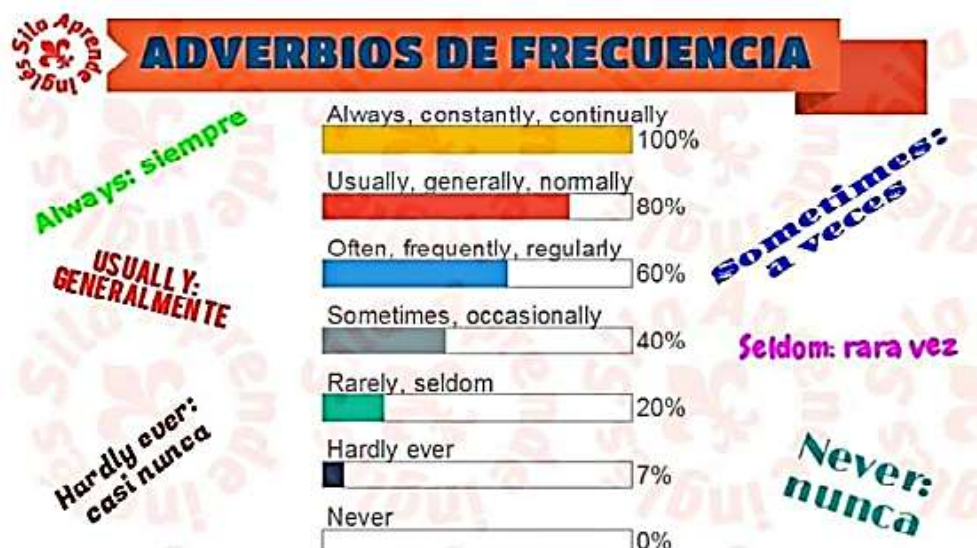 Sila Aprende Inglés
ADVERBIOS DE FRECUENCIA
Always, constantly, continually
100%
Usually, generally, normally
80%
Often, frequently, regularly
60%
Sometimes, occasionally
40%
Rarely, seldom
20%
Hardly ever
7%
Never
0%
Always: siempre
USUALLY:
GENERALMENTE
Hardly ever:
casi nunca
Sometimes:
a veces
Seldom: rara vez
Never:
nunca